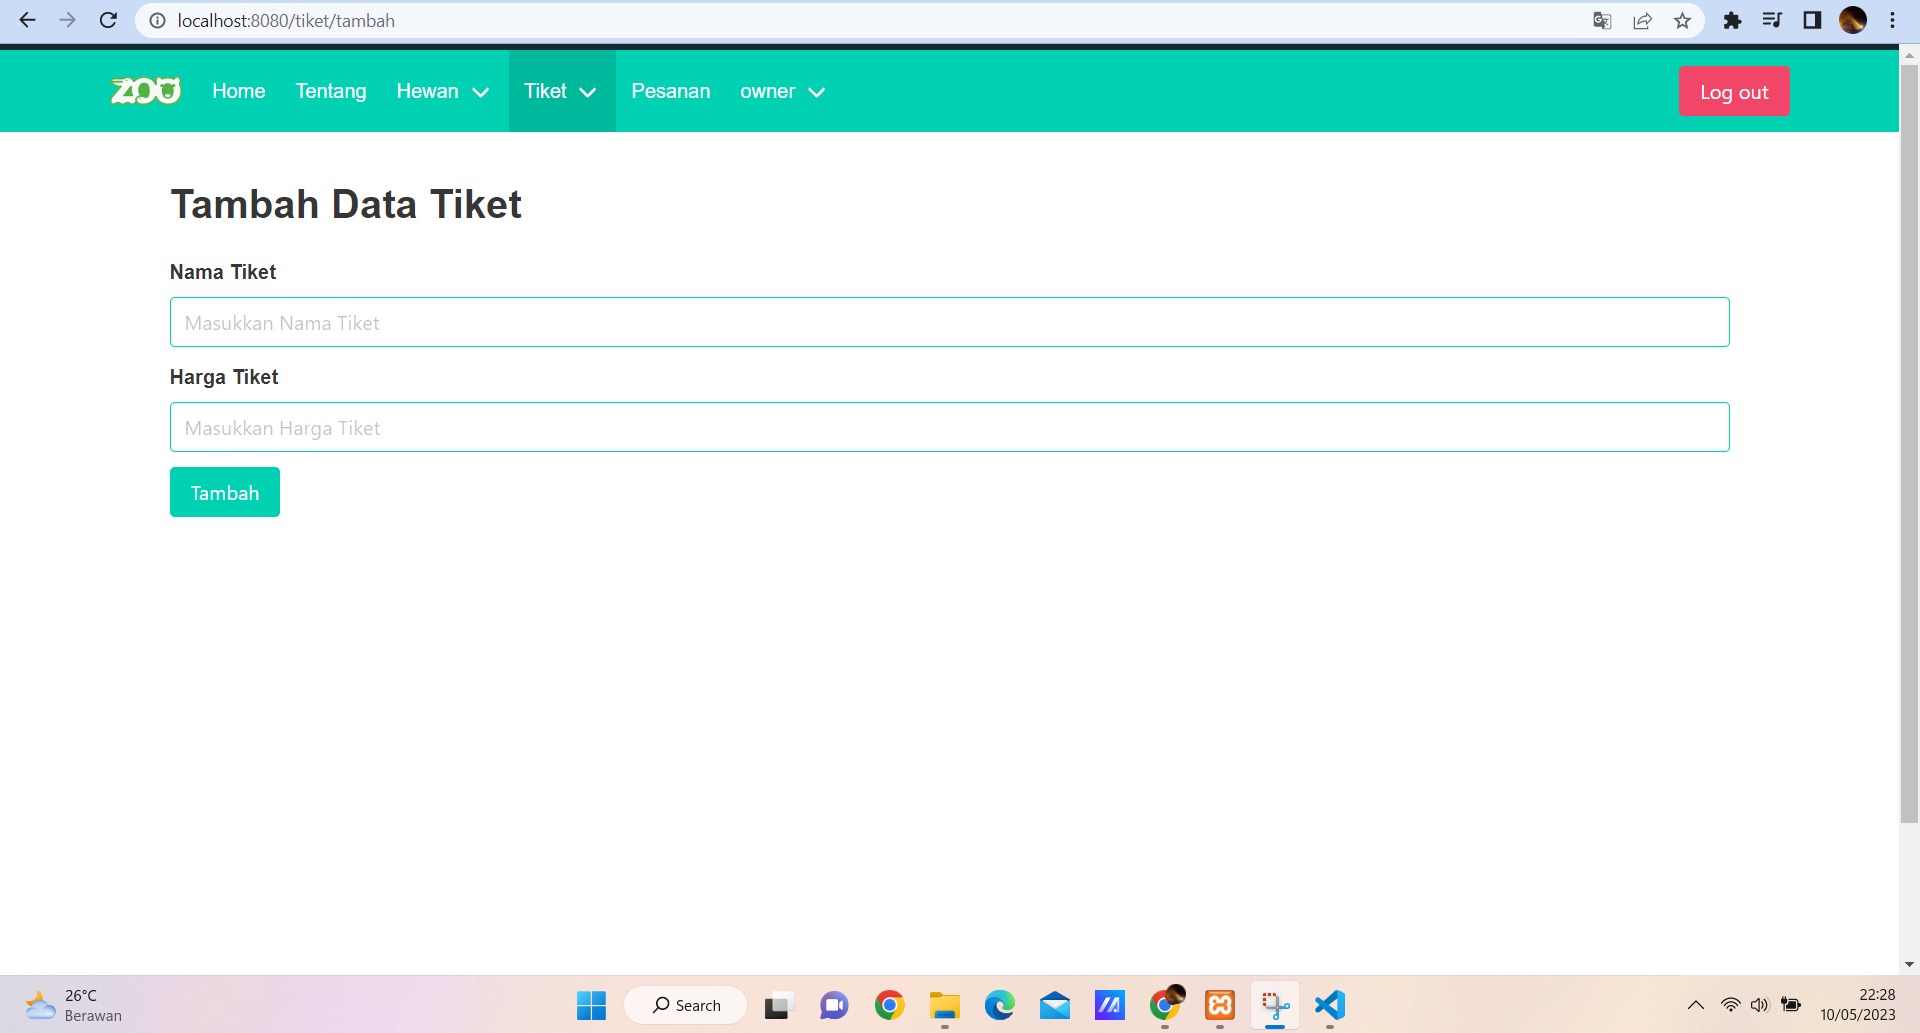 localhost:8080/tiket/tambah
ZOO Home Tentang Hewan Tiket Pesanan owner Log out
Tambah Data Tiket
Nama Tiket
Masukkan Nama Tiket
Harga Tiket
Masukkan Harga Tiket
Tambah
26°C
Berawan
Search
22:28
10/05/2023